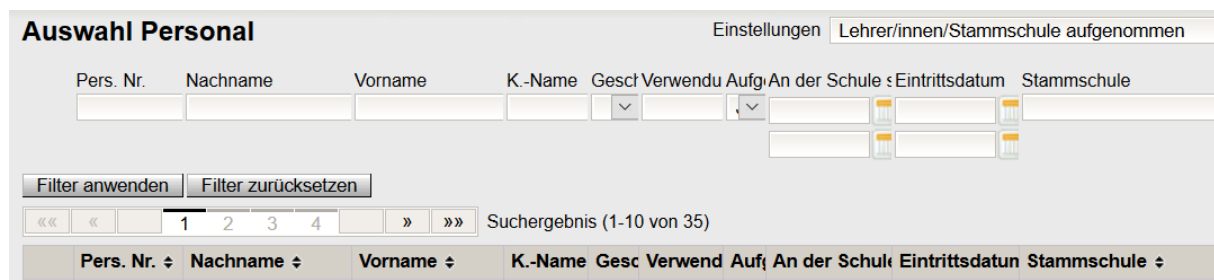 Auswahl Personal Einstellungen Lehrer/innen/Stammschule aufgenommen
Pers. Nr. Nachname Vorname K.-Name Gesch Verwendu Aufg An der Schule s Eintrittsdatum Stammschule
Filter anwenden Filter zurücksetzen
«« « 1 2 3 4 » »» Suchergebnis (1-10 von 35)
Pers. Nr. Nachname Vorname K.-Name Gesc Verwend Aufg An der Schule Eintrittsdatum Stammschule